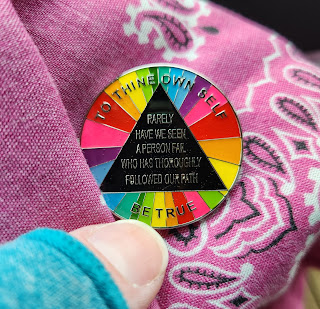 TO THINE OWN SELF
RARELY
HAVE WE SEEN
A PERSON FAIL
WHO HAS THOROUGHLY
FOLLOWED OUR PATH
BE TRUE